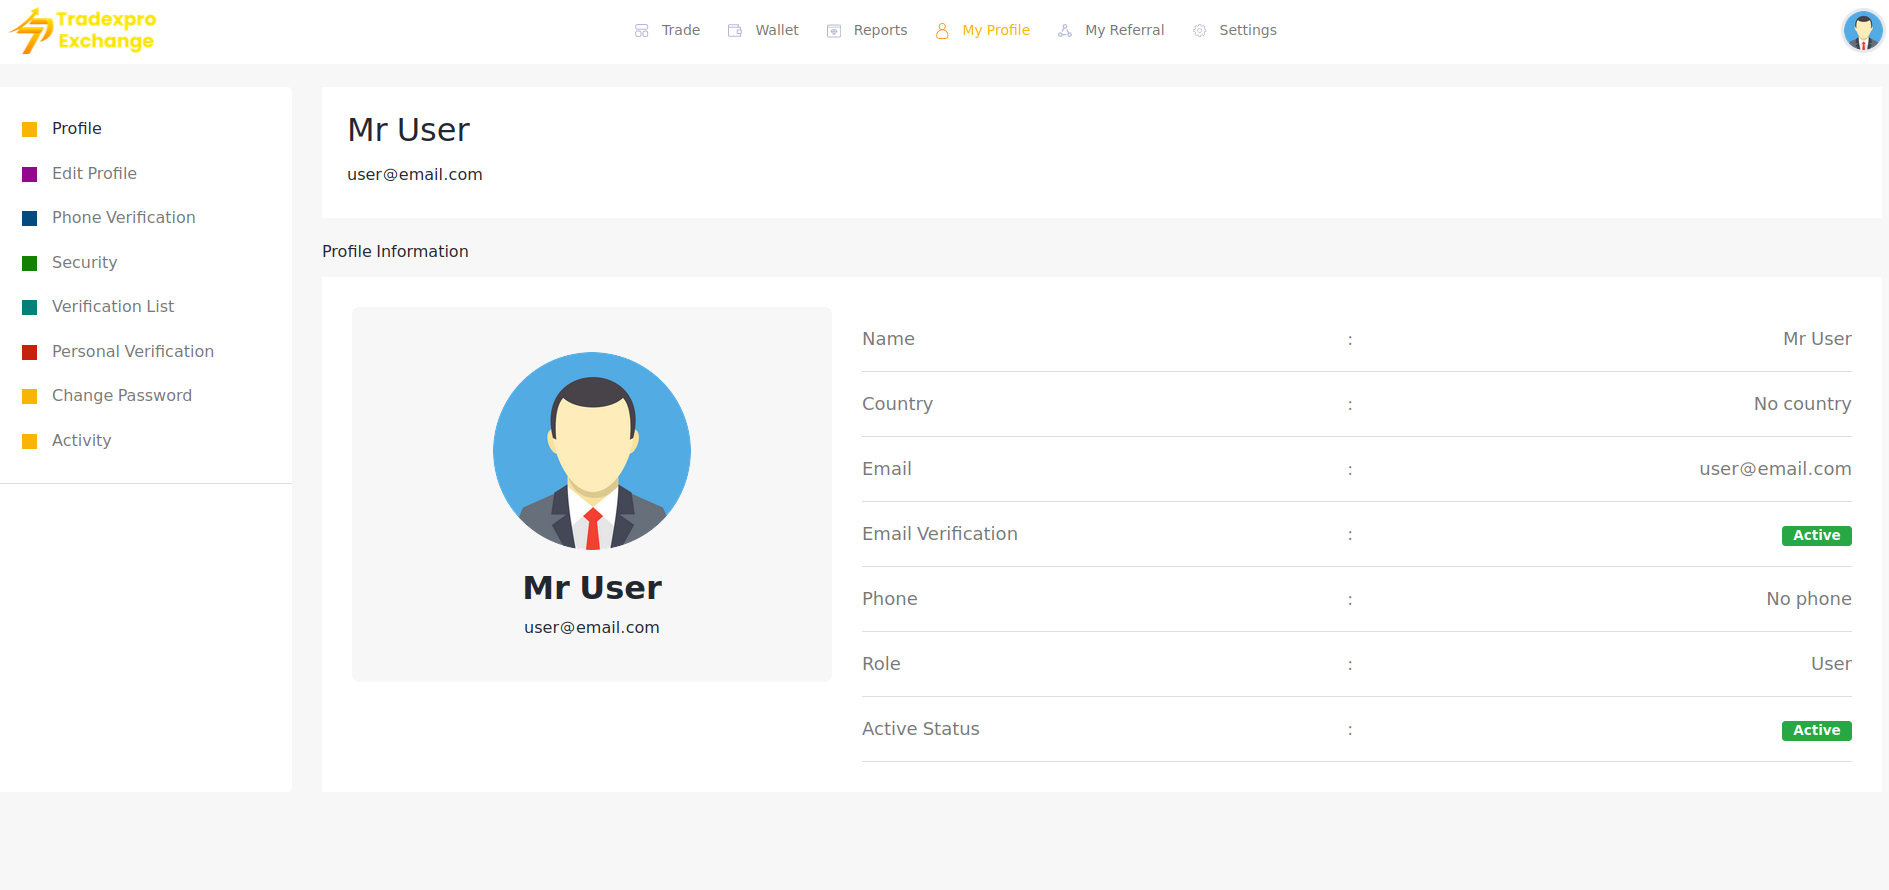 Tradexpro
Exchange
Trade
Wallet
Reports
My Profile
My Referral
Settings
Profile
Edit Profile
Phone Verification
Security
Verification List
Personal Verification
Change Password
Activity
Mr User
user@email.com
Profile Information
Mr User
user@email.com
Name : Mr User
Country : No country
Email : user@email.com
Email Verification : Active
Phone : No phone
Role : User
Active Status : Active